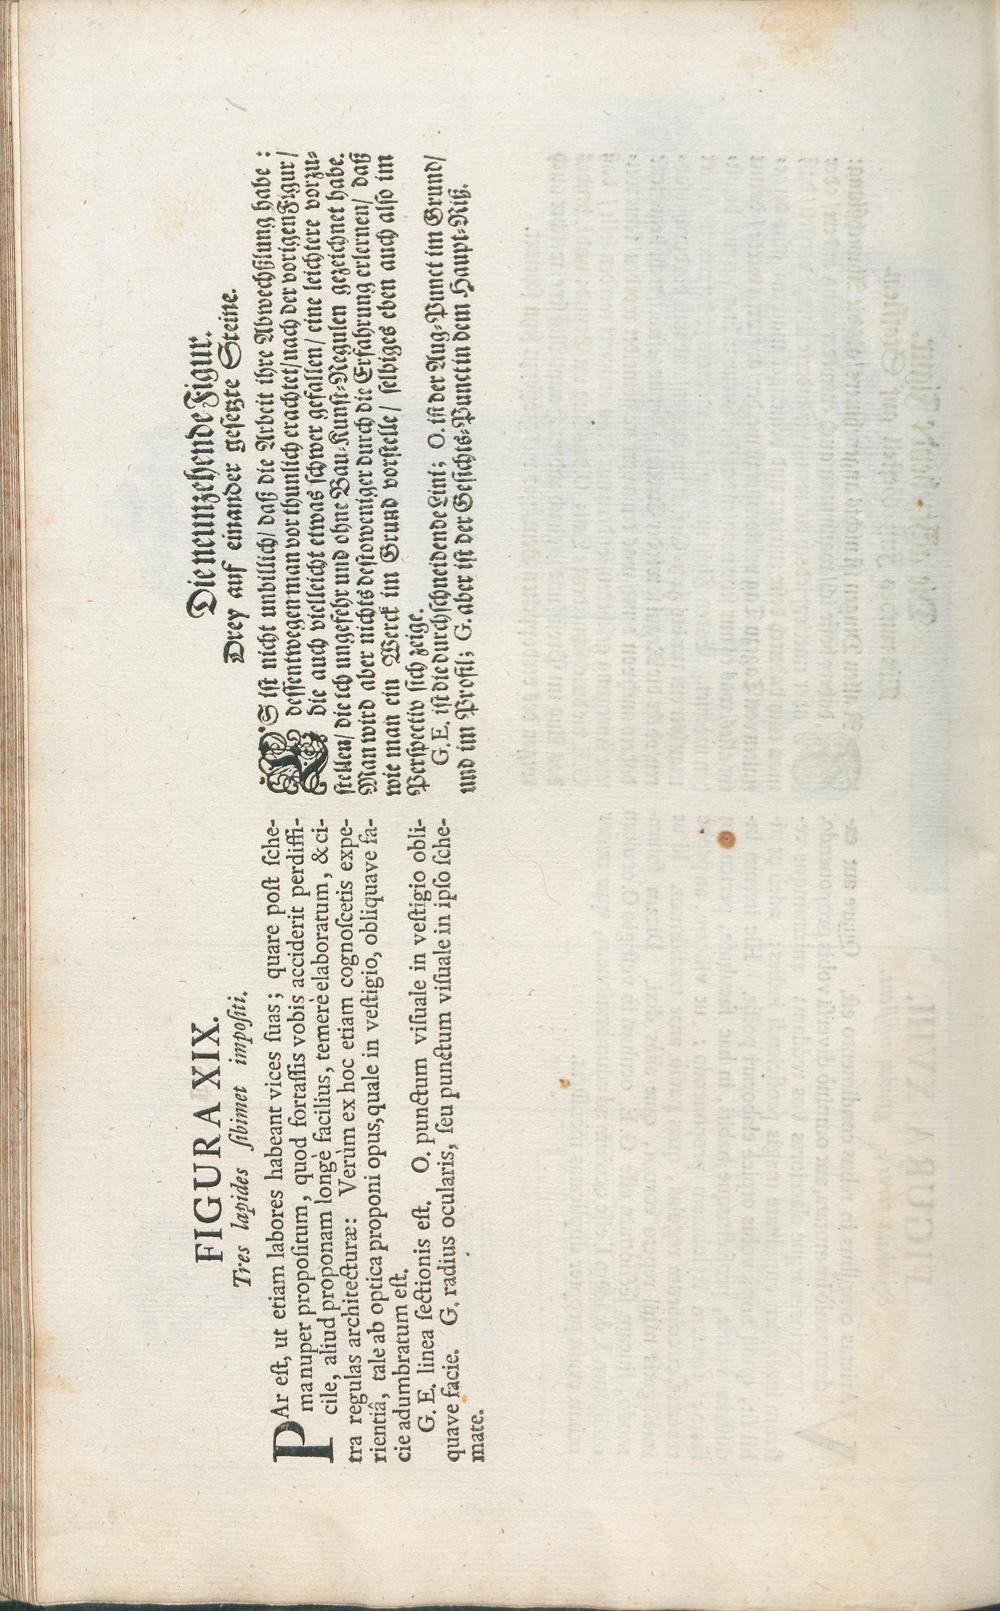 FIGURA XIX.
Tres lapides ſibimet impoſiti.
PAr eſt, ut etiam labores habeant vices ſuas; quare poſt ſche-
ma nuper propoſitum, quod fortaſſis vobis acciderit perdiffi-
cile, aliud proponam longè facilius, temerè elaboratum, & ci-
tra regulas architecturæ: Verùm ex hoc etiam cognoſcetis expe-
rientiâ, tale ab optica proponi opus, quale in veſtigio, obliquave fa-
cie adumbratum eſt.
G. E. linea ſectionis eſt. O. punctum viſuale in veſtigio obli-
quave facie. G. radius ocularis, ſeu punctum viſuale in ipſo ſche-
mate.
Die neunzehende Figur.
Drey auf einander geſetzte Steine.
ES iſt nicht unbillich/ daß die Arbeit ihre Abwechßlung habe:
deſſentwegen man vor thunlich erachtet/ nach der vorigen Figur/
die auch vielleicht etwas ſchwer gefallen/ eine leichtere vorzu-
ſtellen/ die ich ungefehr und ohne Bau-Kunſt-Regulen gezeichnet habe.
Man wird aber nichts deſtoweniger durch die Erfahrung erlernen/ daß
wie man ein Werck im Grund vorſtelle/ ſelbiges eben auch alſo im
Perſpectiv ſich zeige.
G. E. iſt die durchſchneidende Lini; O. iſt der Aug-Punct im Grund/
und im Profil; G. aber iſt der Geſichts-Punct in dem Haupt-Riß.